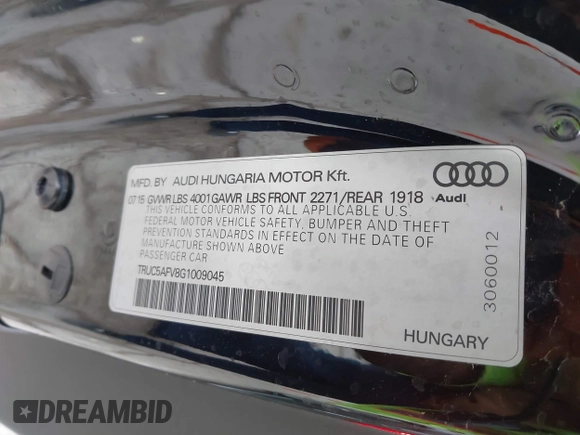 MFD. BY AUDI HUNGARIA MOTOR Kft.
07/15 GVWR LBS 4001 GAWR LBS FRONT 2271/REAR 1918
THIS VEHICLE CONFORMS TO ALL APPLICABLE U.S.
FEDERAL MOTOR VEHICLE SAFETY, BUMPER AND THEFT
PREVENTION STANDARDS IN EFFECT ON THE DATE OF
MANUFACTURE SHOWN ABOVE
PASSENGER CAR
TRUC5AFV8G1009045
Audi
3060012
HUNGARY
DREAMBID